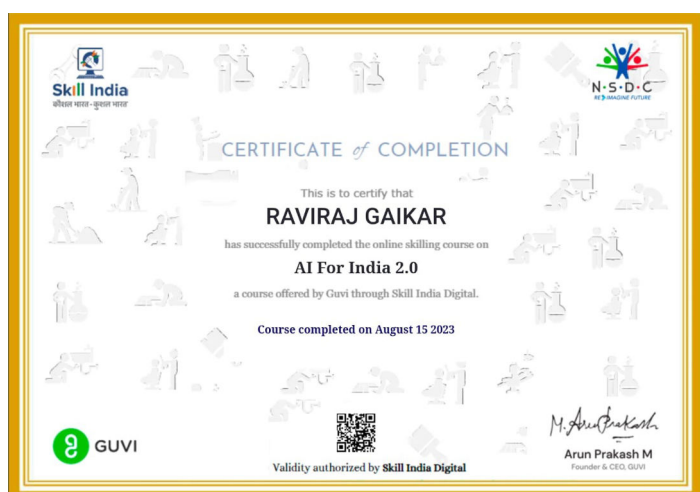 Skill India
कौशल भारत - कुशल भारत
N·S·D·C
RE-IMAGINE FUTURE
CERTIFICATE of COMPLETION
This is to certify that
RAVIRAJ GAIKAR
has successfully completed the online skilling course on
AI For India 2.0
a course offered by Guvi through Skill India Digital.
Course completed on August 15 2023
GUVI
Validity authorized by Skill India Digital
M. Arun Prakash
Arun Prakash M
Founder & CEO, GUVI